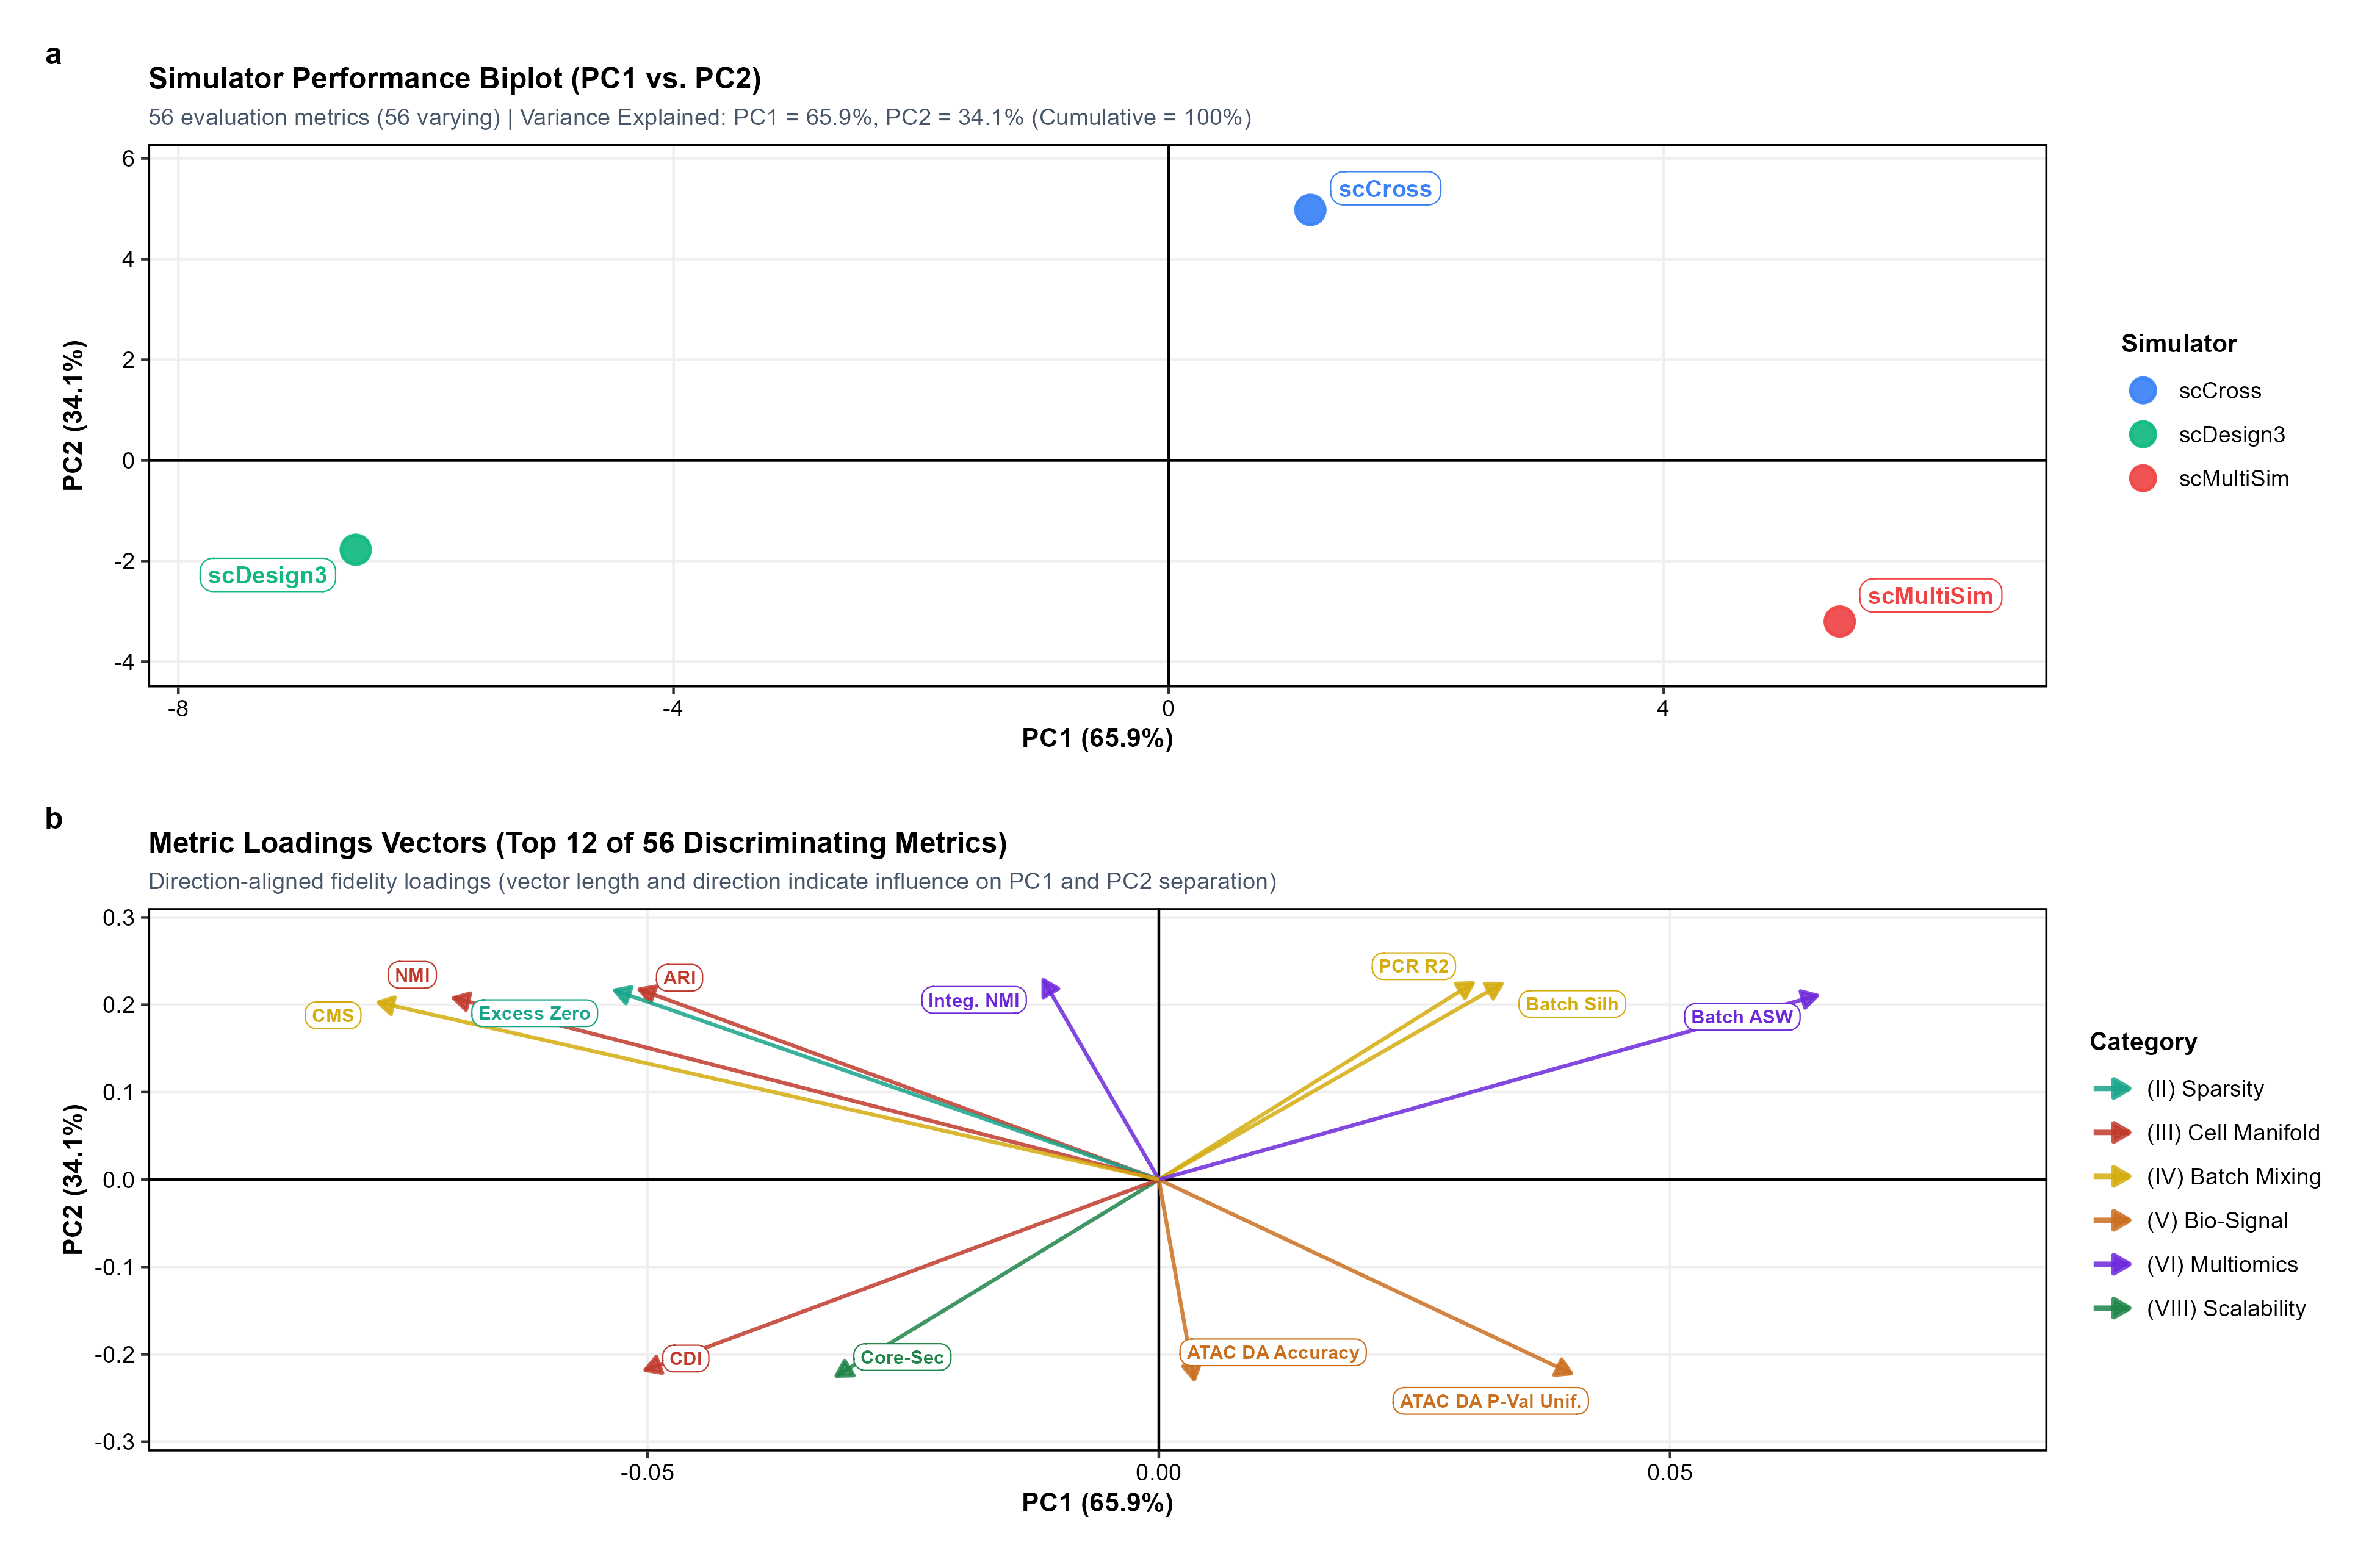 a
Simulator Performance Biplot (PC1 vs. PC2)
56 evaluation metrics (56 varying) | Variance Explained: PC1 = 65.9%, PC2 = 34.1% (Cumulative = 100%)
PC2 (34.1%)
6
4
2
0
-2
-4
scCross
scDesign3
scMultiSim
-8
-4
0
4
PC1 (65.9%)
Simulator
scCross
scDesign3
scMultiSim
b
Metric Loadings Vectors (Top 12 of 56 Discriminating Metrics)
Direction-aligned fidelity loadings (vector length and direction indicate influence on PC1 and PC2 separation)
PC2 (34.1%)
0.3
0.2
0.1
0.0
-0.1
-0.2
-0.3
NMI
ARI
PCR R2
CMS
Excess Zero
Integ. NMI
Batch Silh
Batch ASW
CDI
Core-Sec
ATAC DA Accuracy
ATAC DA P-Val Unif.
-0.05
0.00
0.05
PC1 (65.9%)
Category
(II) Sparsity
(III) Cell Manifold
(IV) Batch Mixing
(V) Bio-Signal
(VI) Multiomics
(VIII) Scalability